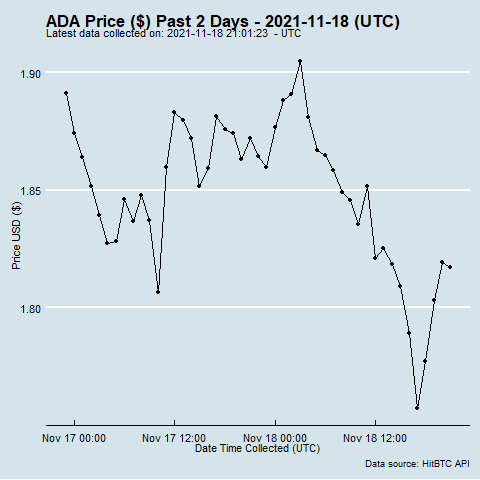 ADA Price ($) Past 2 Days - 2021-11-18 (UTC)
Latest data collected on: 2021-11-18 21:01:23  - UTC
1.90
1.85
1.80
Price USD ($)
Nov 17 00:00 Nov 17 12:00 Nov 18 00:00 Nov 18 12:00
Date Time Collected (UTC)
Data source: HitBTC API